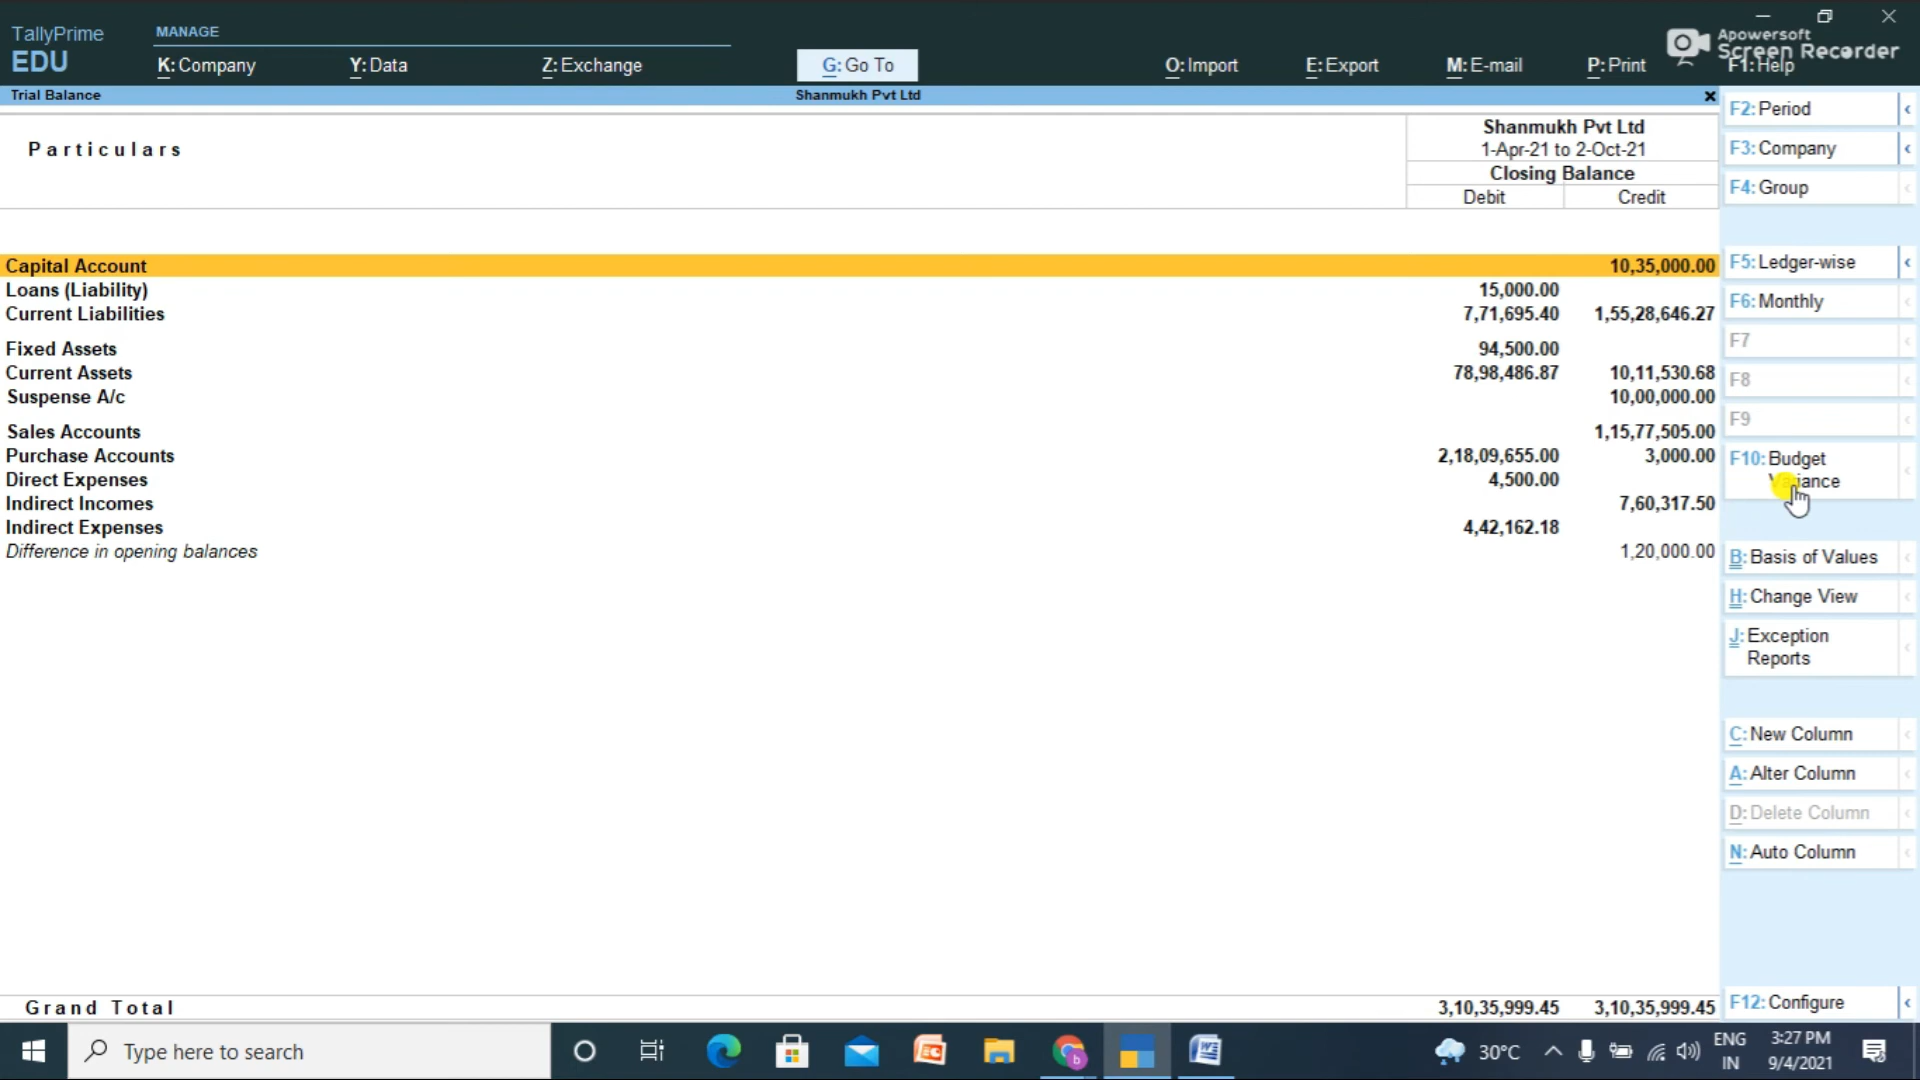 TallyPrime
EDU
MANAGE
K: Company
Y: Data
Z: Exchange
G: Go To
O: Import
E: Export
M: E-mail
P: Print
F1: Help
Apowersoft
Screen Recorder
Trial Balance
Shanmukh Pvt Ltd
Particulars
Shanmukh Pvt Ltd
1-Apr-21 to 2-Oct-21
Closing Balance
Debit Credit
Capital Account 10,35,000.00
Loans (Liability) 15,000.00
Current Liabilities 7,71,695.40 1,55,28,646.27
Fixed Assets 94,500.00
Current Assets 78,98,486.87 10,11,530.68
Suspense A/c 10,00,000.00
Sales Accounts 1,15,77,505.00
Purchase Accounts 2,18,09,655.00 3,000.00
Direct Expenses 4,500.00
Indirect Incomes 7,60,317.50
Indirect Expenses 4,42,162.18
Difference in opening balances 1,20,000.00
Grand Total 3,10,35,999.45 3,10,35,999.45
F2: Period
F3: Company
F4: Group
F5: Ledger-wise
F6: Monthly
F7
F8
F9
F10: Budget
Variance
B: Basis of Values
H: Change View
J: Exception
Reports
C: New Column
A: Alter Column
D: Delete Column
N: Auto Column
F12: Configure
Type here to search
30°C
ENG
IN
3:27 PM
9/4/2021